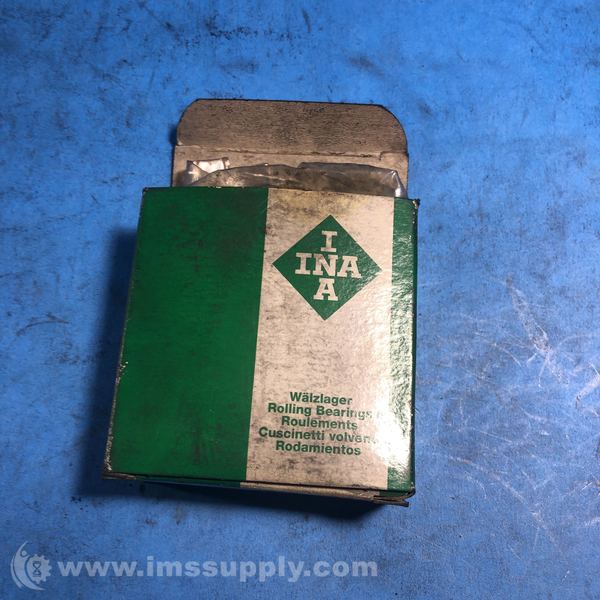 I
INA
A
Wälzlager
Rolling Bearings
Roulements
Cuscinetti volventi
Rodamientos
www.imssupply.com